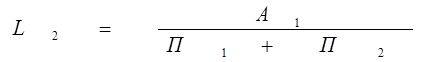 L₂ = A₁ / (П₁ + П₂)